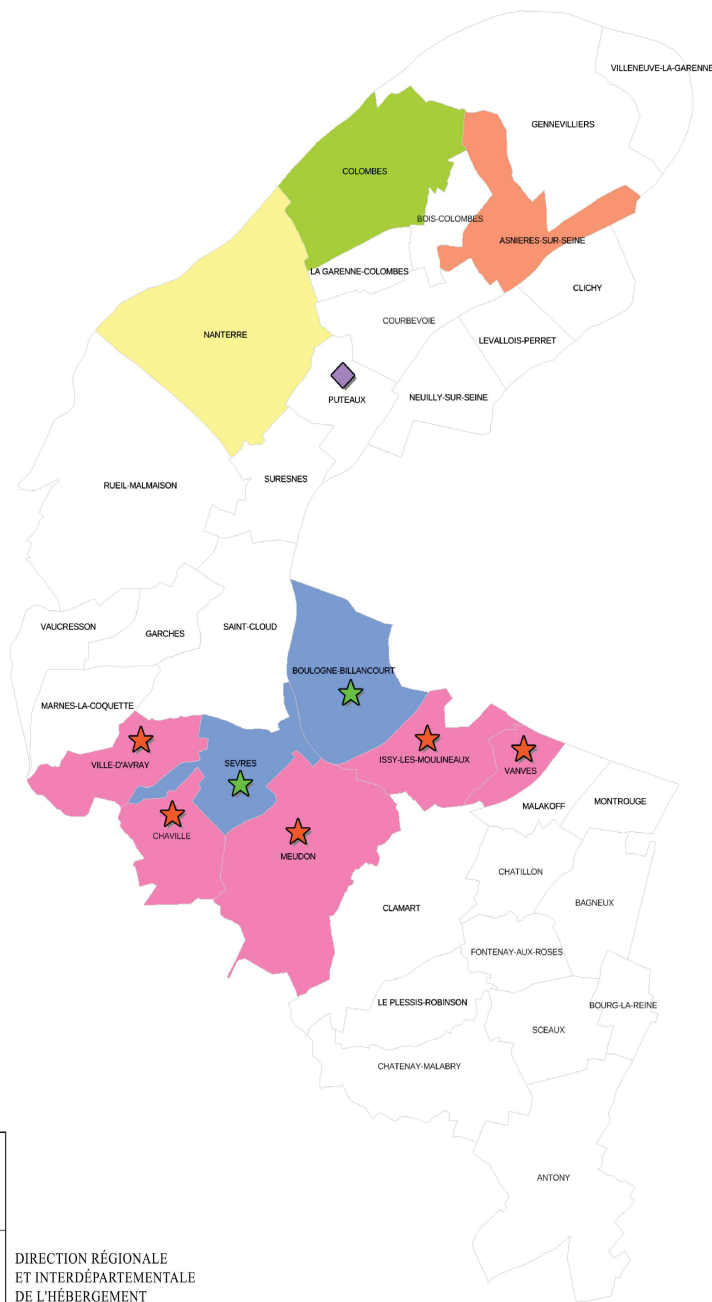 VILLENEUVE-LA-GARENNE
GENNEVILLIERS
COLOMBES
BOIS-COLOMBES
ASNIERES-SUR-SEINE
LA GARENNE-COLOMBES
CLICHY
COURBEVOIE
NANTERRE
LEVALLOIS-PERRET
PUTEAUX
NEUILLY-SUR-SEINE
SURESNES
RUEIL-MALMAISON
VAUCRESSON
GARCHES
SAINT-CLOUD
BOULOGNE-BILLANCOURT
MARNES-LA-COQUETTE
VILLE-D'AVRAY
SEVRES
ISSY-LES-MOULINEAUX
VANVES
MALAKOFF
MONTROUGE
CHAVILLE
MEUDON
CHATILLON
BAGNEUX
CLAMART
FONTENAY-AUX-ROSES
LE PLESSIS-ROBINSON
BOURG-LA-REINE
SCEAUX
CHATENAY-MALABRY
ANTONY
DIRECTION RÉGIONALE
ET INTERDÉPARTEMENTALE
DE L'HÉBERGEMENT